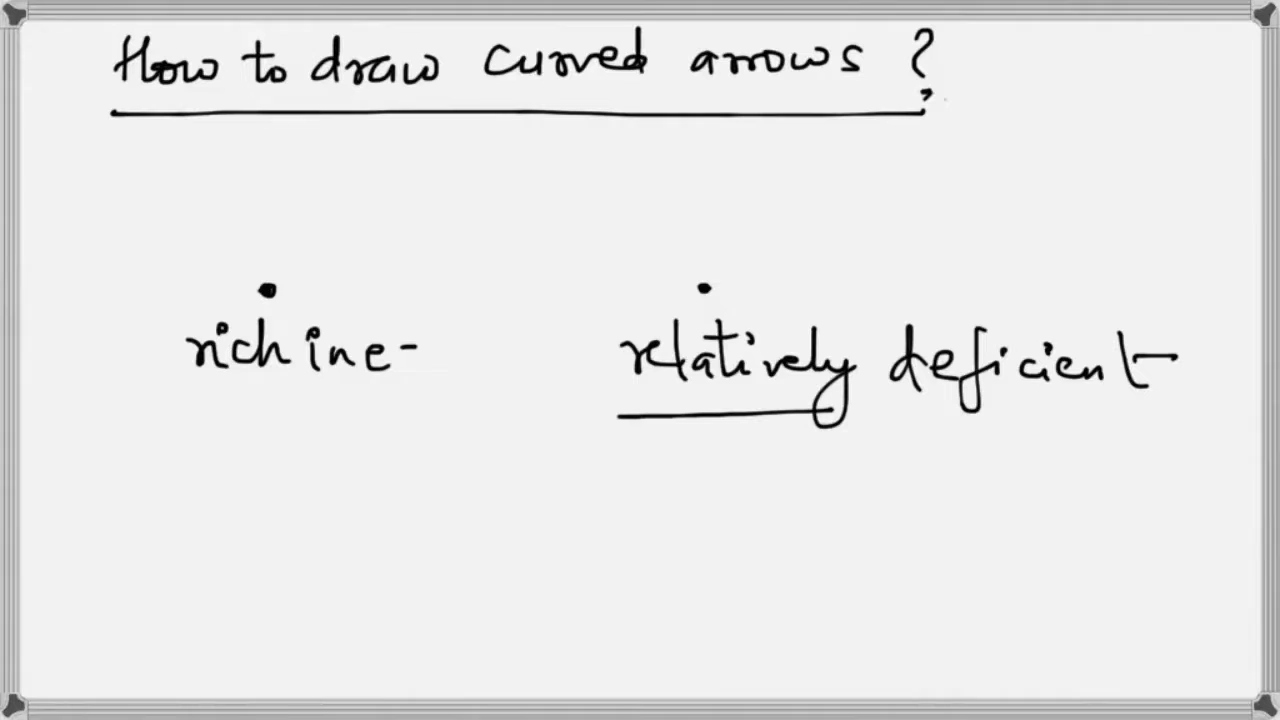 How to draw curved arrows ?
rich in e-
relatively deficient